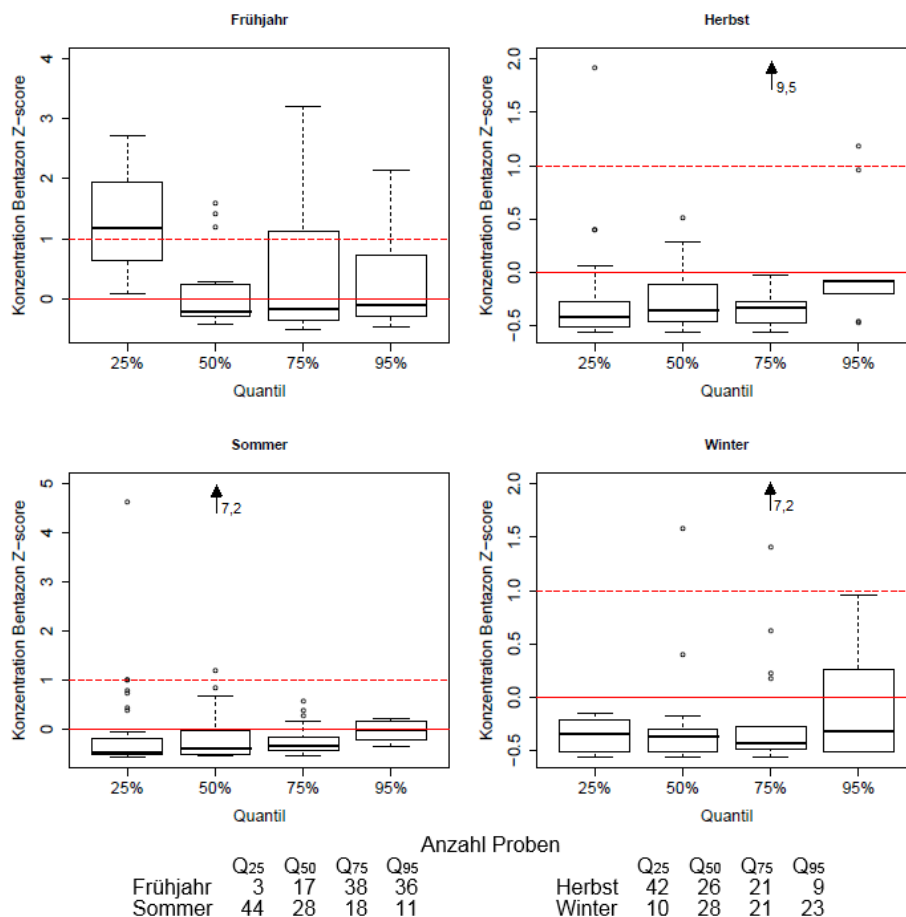 Frühjahr
Konzentration Bentazon Z−score
4
3
2
1
0
25% 50% 75% 95%
Quantil
Herbst
Konzentration Bentazon Z−score
2.0
1.5
1.0
0.5
0.0
−0.5
9,5
25% 50% 75% 95%
Quantil
Sommer
Konzentration Bentazon Z−score
5
4
3
2
1
0
7,2
25% 50% 75% 95%
Quantil
Winter
Konzentration Bentazon Z−score
2.0
1.5
1.0
0.5
0.0
−0.5
7,2
25% 50% 75% 95%
Quantil
Anzahl Proben
Q25 Q50 Q75 Q95
Frühjahr 3 17 38 36
Sommer 44 28 18 11
Q25 Q50 Q75 Q95
Herbst 42 26 21 9
Winter 10 28 21 23